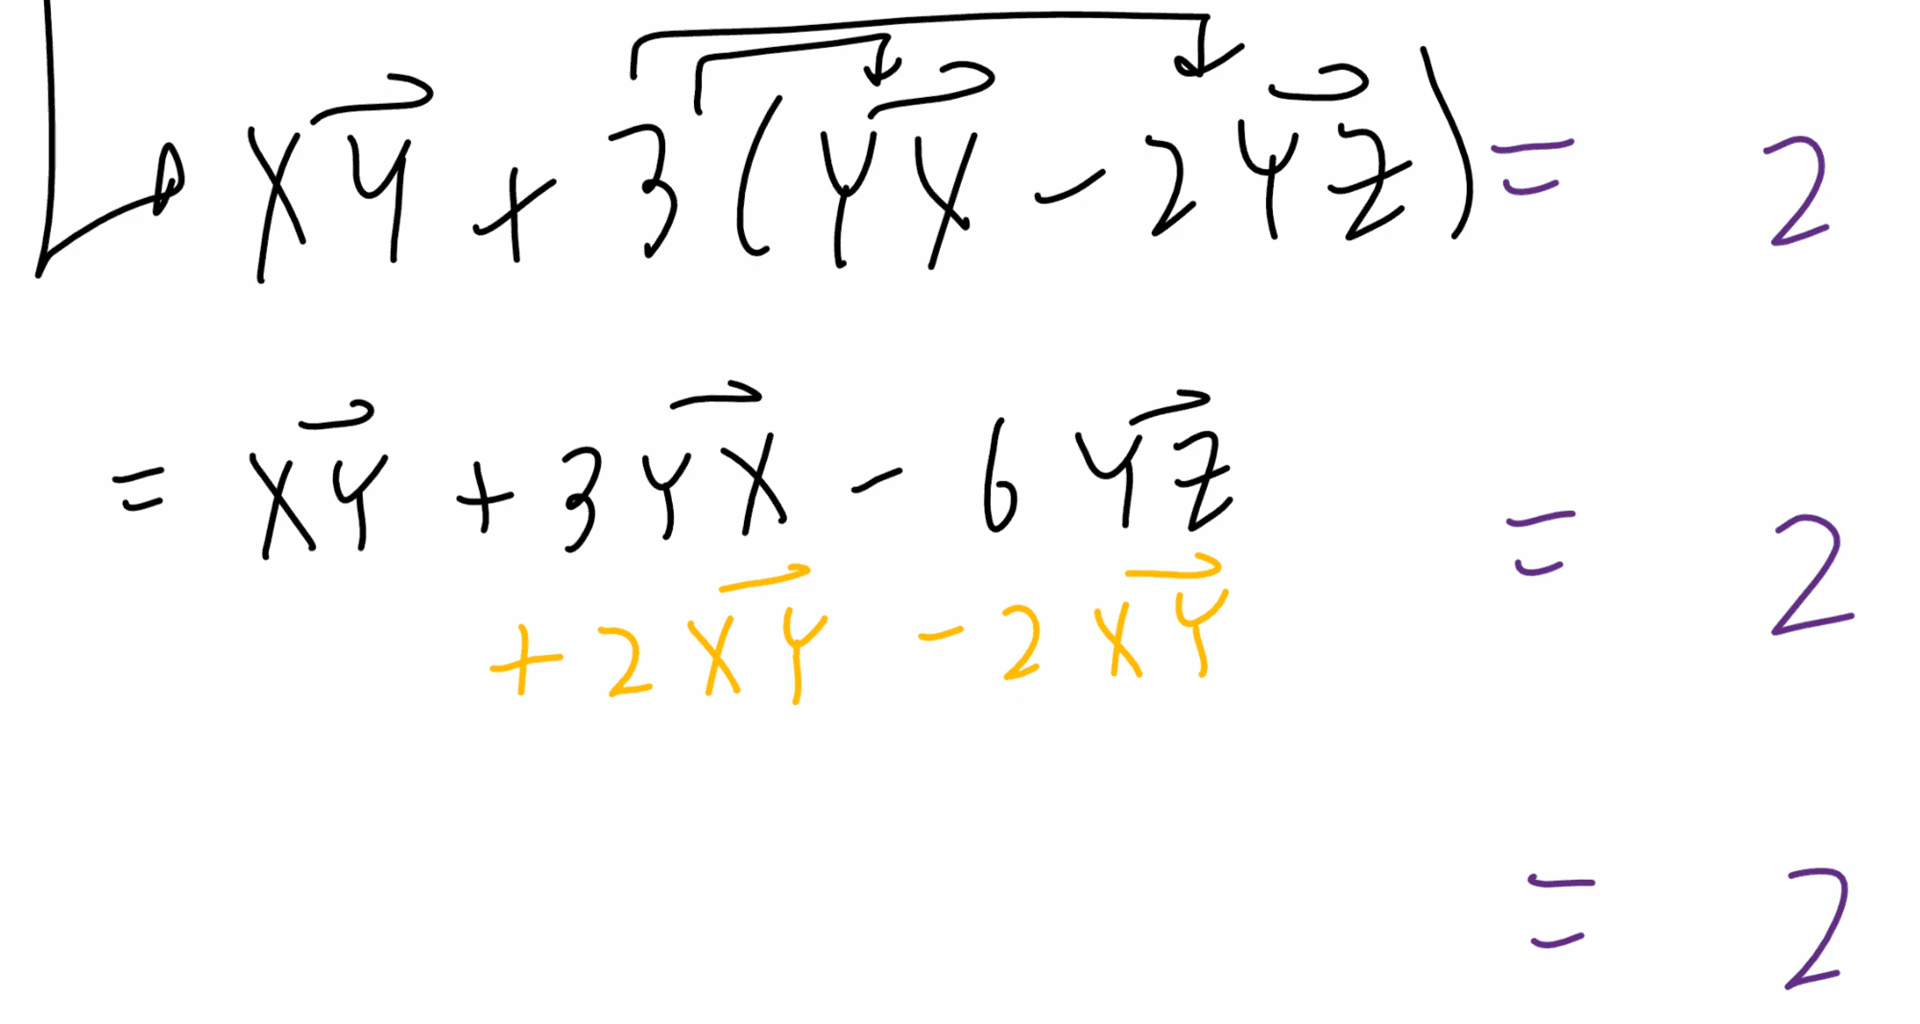 XY⃗ + 3(YX⃗ - 2YZ⃗) = 2
= XY⃗ + 3YX⃗ - 6YZ⃗ = 2
+ 2XY⃗ - 2XY⃗
= 2